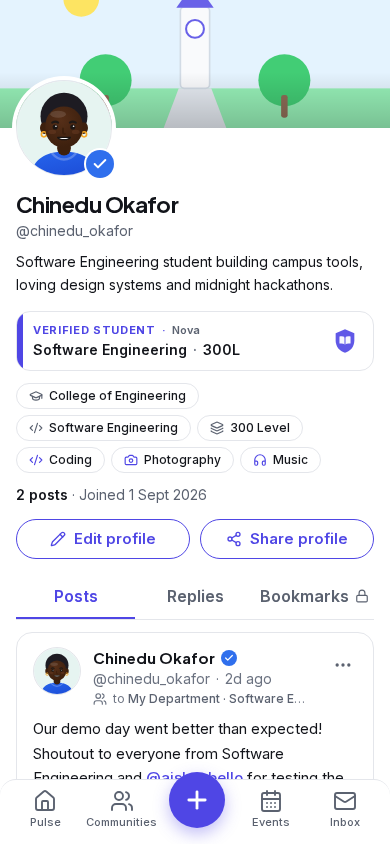 Chinedu Okafor
@chinedu_okafor
Software Engineering student building campus tools,
loving design systems and midnight hackathons.
VERIFIED STUDENT · Nova
Software Engineering · 300L
College of Engineering
Software Engineering 300 Level
Coding Photography Music
2 posts · Joined 1 Sept 2026
Edit profile Share profile
Posts Replies Bookmarks
Chinedu Okafor
@chinedu_okafor · 2d ago
to My Department · Software E…
Our demo day went better than expected!
Shoutto everyone from Software
Engineering and for testing the
Pulse Communities Events Inbox